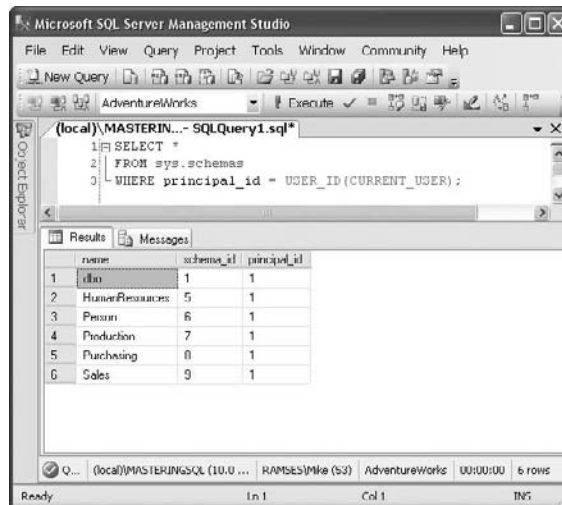 Microsoft SQL Server Management Studio
File Edit View Query Project Tools Window Community Help
New Query
AdventureWorks Execute
Object Explorer
(local)\MASTERIN...- SQLQuery1.sql*
1 SELECT *
2 FROM sys.schemas
3 WHERE principal_id = USER_ID(CURRENT_USER);
Results Messages
name schema_id principal_id
1 dbo 1 1
2 HumanResources 5 1
3 Person 6 1
4 Production 7 1
5 Purchasing 8 1
6 Sales 9 1
Q... (local)\MASTERINGSQL (10.0 ... RAMSES\Mike (53) AdventureWorks 00:00:00 6 rows
Ready Ln 1 Col 1 INS